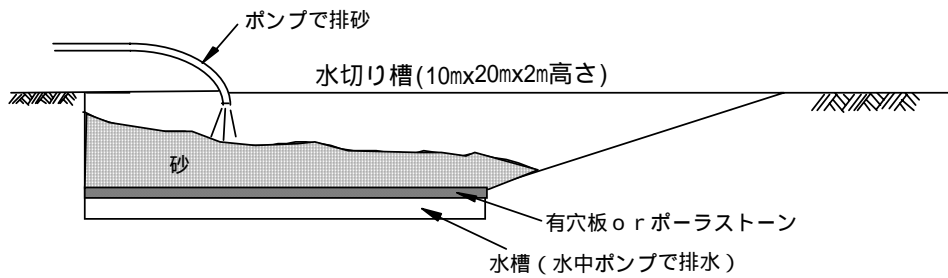 ポンプで排砂
水切り槽(10mx20mx2m高さ)
砂
有穴板orポーラストーン
水槽(水中ポンプで排水)